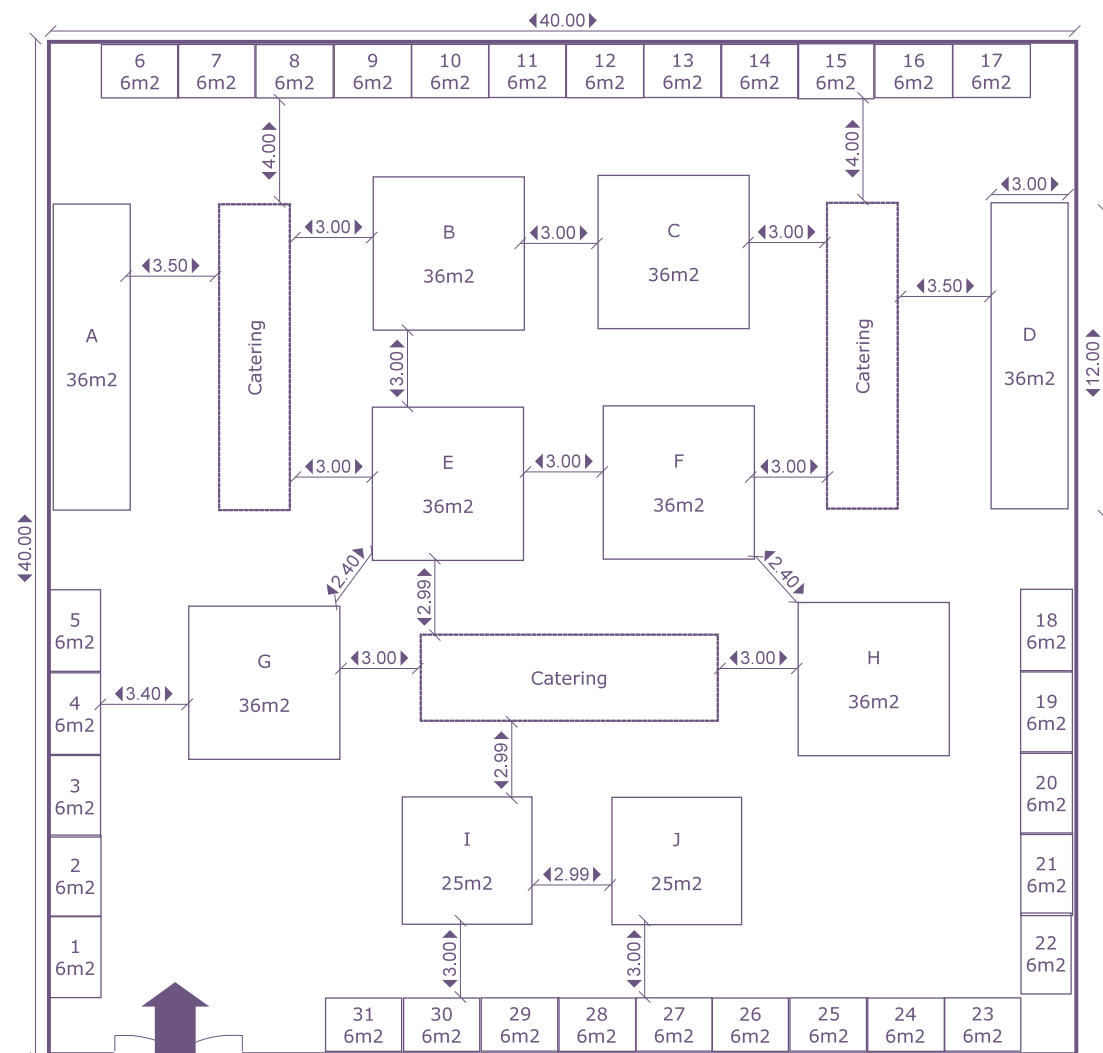 40.00
6 7 8 9 10 11 12 13 14 15 16 17
6m2 6m2 6m2 6m2 6m2 6m2 6m2 6m2 6m2 6m2 6m2 6m2
4.00 4.00
3.00
3.00 B 3.00 C 3.00
36m2 36m2
3.50 3.50
A Catering Catering D
36m2 36m2
12.00
3.00
3.00 E 3.00 F 3.00
36m2 36m2
40.00
2.40 2.99 2.40
5 18
6m2 6m2
G 3.00 Catering 3.00 H
36m2 36m2
4 3.40 19
6m2 6m2
2.99
3 20
6m2 6m2
I J
25m2 2.99 25m2
2 21
6m2 6m2
1 22
6m2 6m2
3.00 3.00
31 30 29 28 27 26 25 24 23
6m2 6m2 6m2 6m2 6m2 6m2 6m2 6m2 6m2